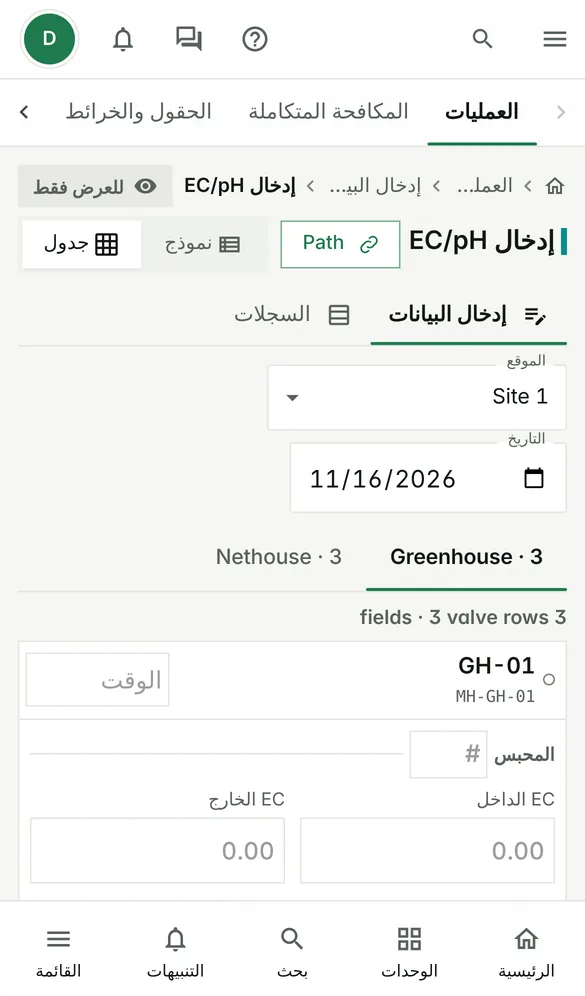 D
العمليات
المكافحة المتكاملة
الحقول والخرائط
العملـ...
إدخال البيـ...
إدخال EC/pH
للعرض فقط
إدخال EC/pH
Path
نموذج
جدول
إدخال البيانات
السجلات
الموقع
Site 1
التاريخ
11/16/2026
Greenhouse · 3
Nethouse · 3
fields · 3 valve rows 3
GH-01
MH-GH-01
الوقت
المحبس
#
EC الداخل
EC الخارج
0.00
0.00
الرئيسية
الوحدات
بحث
التنبيهات
القائمة